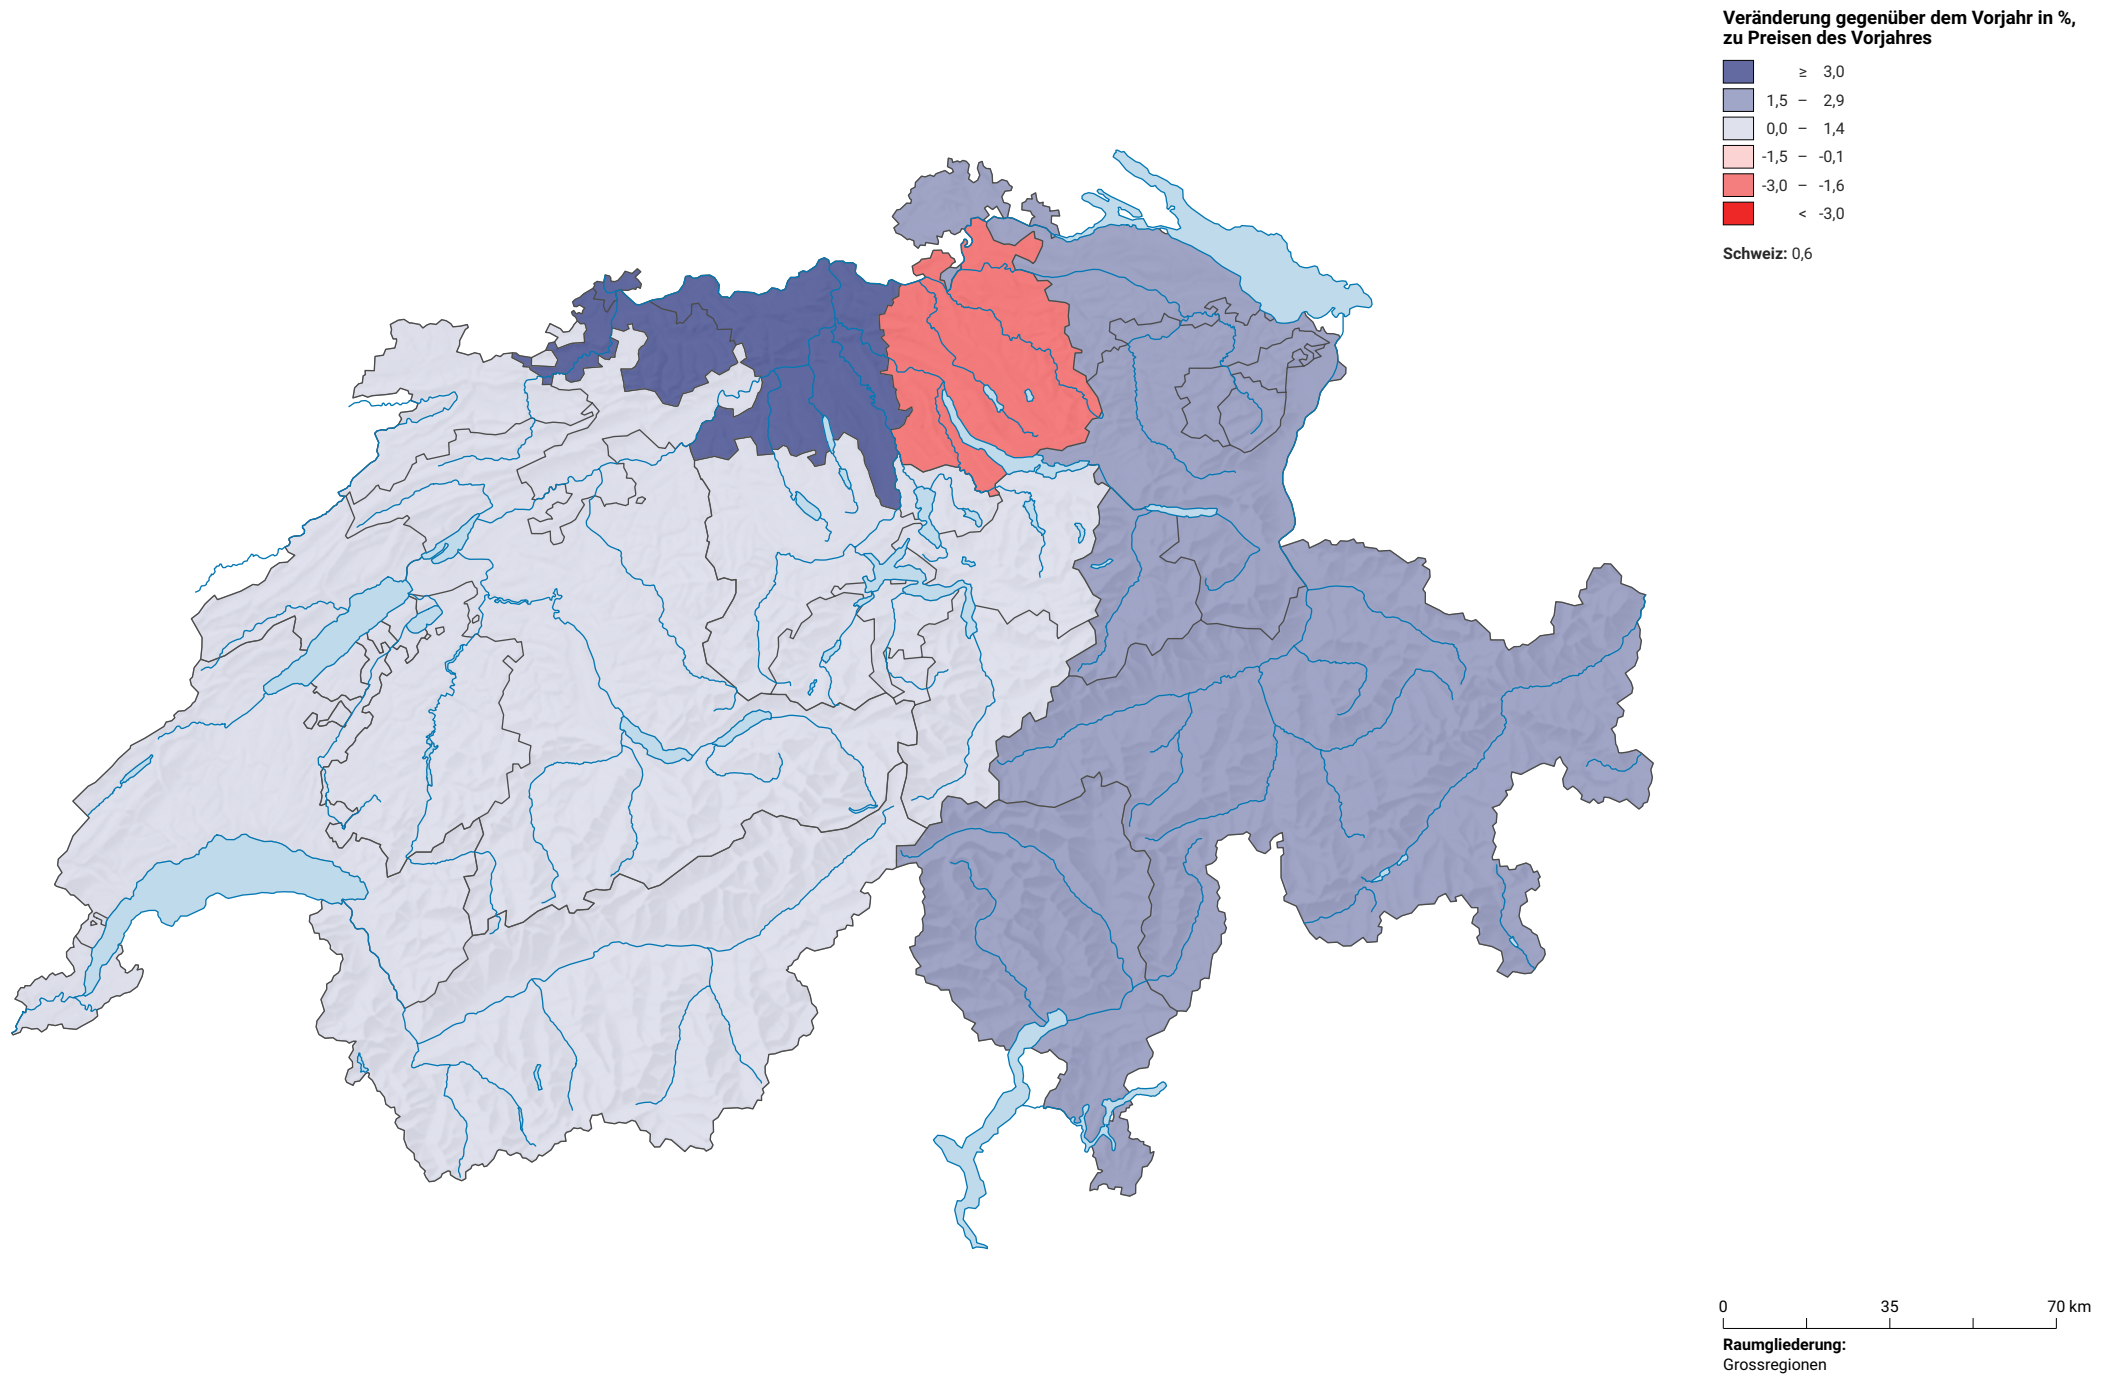 Veränderung gegenüber dem Vorjahr in %,
zu Preisen des Vorjahres
≥ 3,0
1,5 – 2,9
0,0 – 1,4
-1,5 – -0,1
-3,0 – -1,6
< -3,0
Schweiz: 0,6
0 35 70 km
Raumgliederung:
Grossregionen